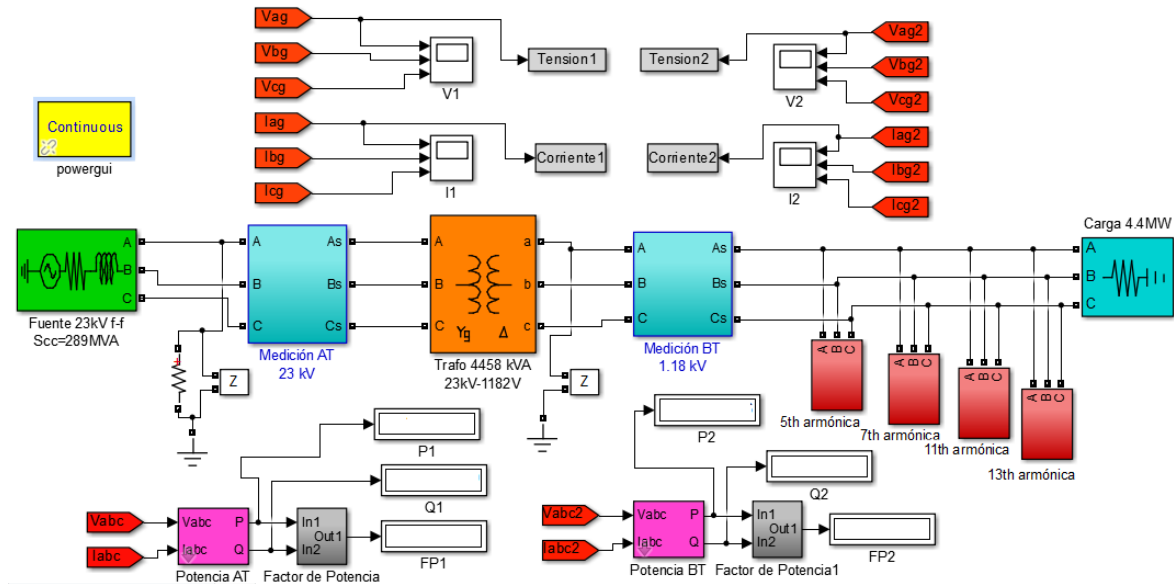 Vag
Vbg
Vcg
V1
Tension1
Tension2
V2
Vag2
Vbg2
Vcg2
Continuous
powergui
Iag
Ibg
Icg
I1
Corriente1
Corriente2
I2
Iag2
Ibg2
Icg2
A
B
C
Fuente 23kV f-f
Scc=289MVA
A
B
C
As
Bs
Cs
Medición AT
23 kV
A
B
C
a
b
c
Yg
Δ
Trafo 4458 kVA
23kV-1182V
A
B
C
As
Bs
Cs
Medición BT
1.18 kV
Carga 4.4MW
A
B
C
+
Z
Z
A B C
5th armónica
A B C
7th armónica
A B C
11th armónica
A B C
13th armónica
P1
Q1
FP1
Vabc
Iabc
Vabc
Iabc
P
Q
Potencia AT
In1
In2
Out1
Factor de Potencia
P2
Q2
FP2
Vabc2
Iabc2
Vabc
Iabc
P
Q
Potencia BT
In1
In2
Out1
Factor de Potencia1